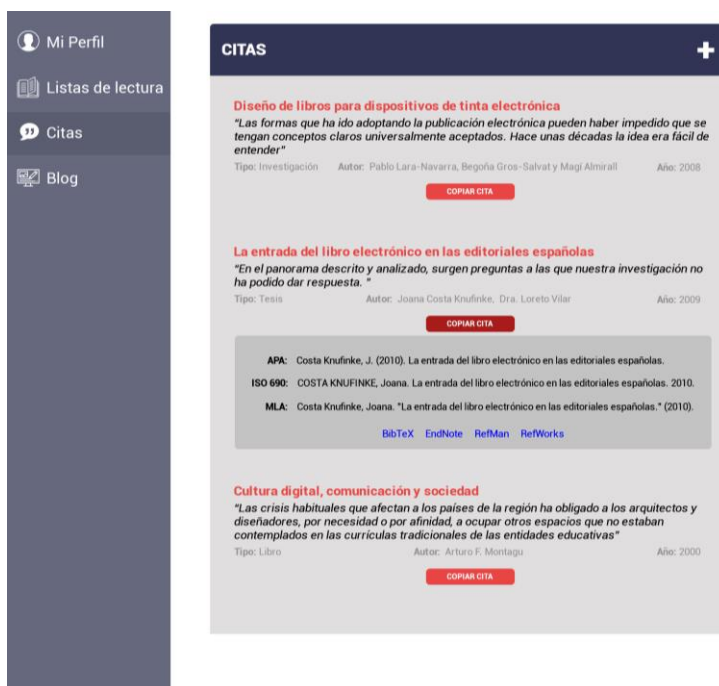 Mi Perfil
Listas de lectura
Citas
Blog
CITAS
Diseño de libros para dispositivos de tinta electrónica
"Las formas que ha ido adoptando la publicación electrónica pueden haber impedido que se
tengan conceptos claros universalmente aceptados. Hace unas décadas la idea era fácil de
entender"
Tipo: Investigación Autor: Pablo Lara-Navarra, Begoña Gros-Salvat y Magí Almirall Año: 2008
COPIAR CITA
La entrada del libro electrónico en las editoriales españolas
"En el panorama descrito y analizado, surgen preguntas a las que nuestra investigación no
ha podido dar respuesta. "
Tipo: Tesis Autor: Joana Costa Knufinke, Dra. Loreto Vilar Año: 2009
COPIAR CITA
APA: Costa Knufinke, J. (2010). La entrada del libro electrónico en las editoriales españolas.
ISO 690: COSTA KNUFINKE, Joana. La entrada del libro electrónico en las editoriales españolas. 2010.
MLA: Costa Knufinke, Joana. "La entrada del libro electrónico en las editoriales españolas." (2010).
BibTeX EndNote RefMan RefWorks
Cultura digital, comunicación y sociedad
"Las crisis habituales que afectan a los países de la región ha obligado a los arquitectos y
diseñadores, por necesidad o por afinidad, a ocupar otros espacios que no estaban
contemplados en las currículas tradicionales de las entidades educativas"
Tipo: Libro Autor: Arturo F. Montagu Año: 2000
COPIAR CITA